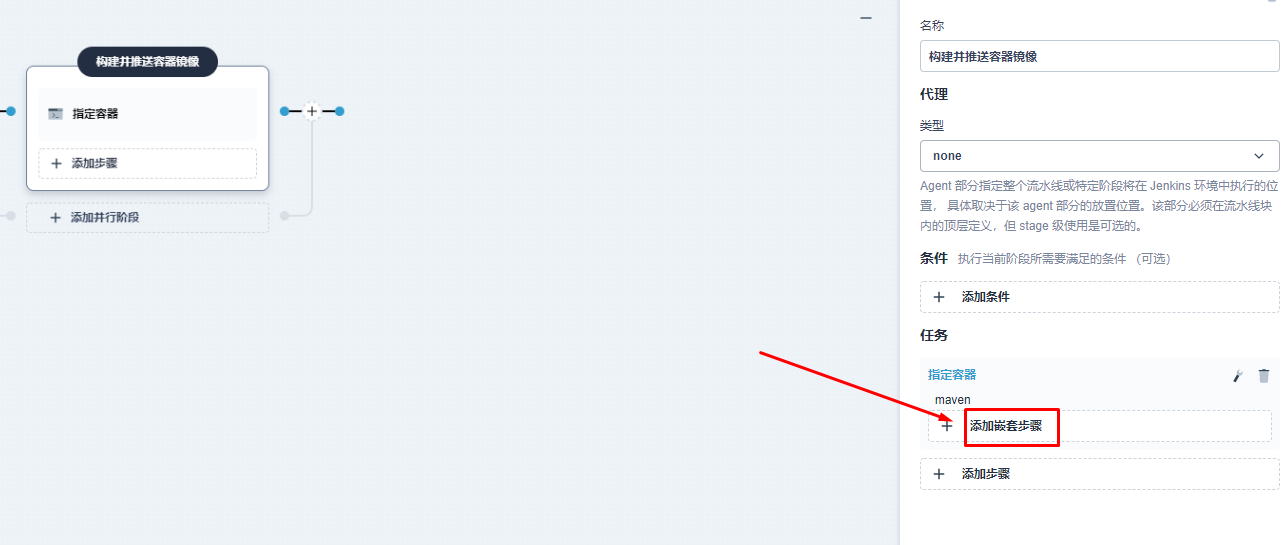 构建并推送容器镜像
指定容器
添加步骤
添加并行阶段
名称
构建并推送容器镜像
代理
类型
none
Agent 部分指定整个流水线或特定阶段将在 Jenkins 环境中执行的位
置， 具体取决于该 agent 部分的放置位置。该部分必须在流水线块
内的顶层定义，但 stage 级使用是可选的。
条件 执行当前阶段所需要满足的条件 （可选）
添加条件
任务
指定容器
maven
添加嵌套步骤
添加步骤